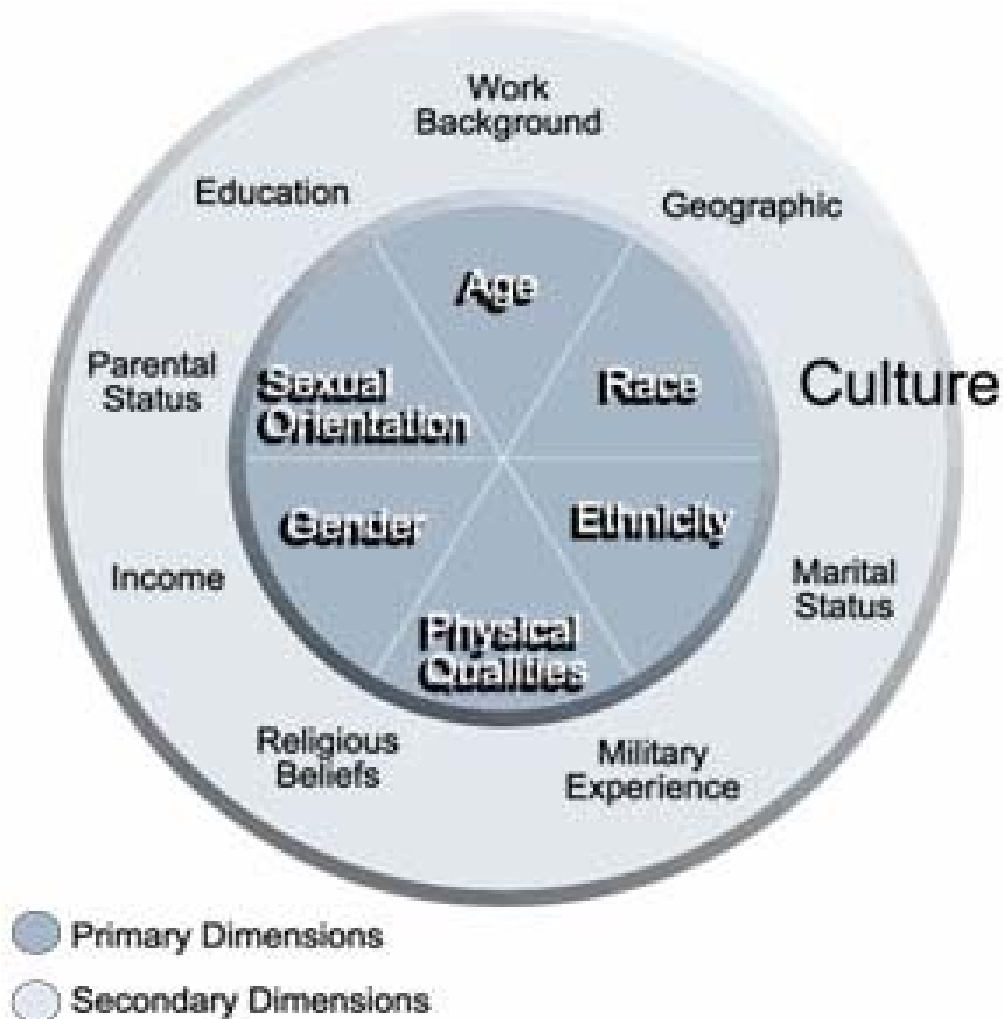 Work
Background
Education
Geographic
Age
Parental
Status
Sexual
Orientation
Race
Culture
Gender
Ethnicity
Income
Marital
Status
Physical
Qualities
Religious
Beliefs
Military
Experience
Primary Dimensions
Secondary Dimensions